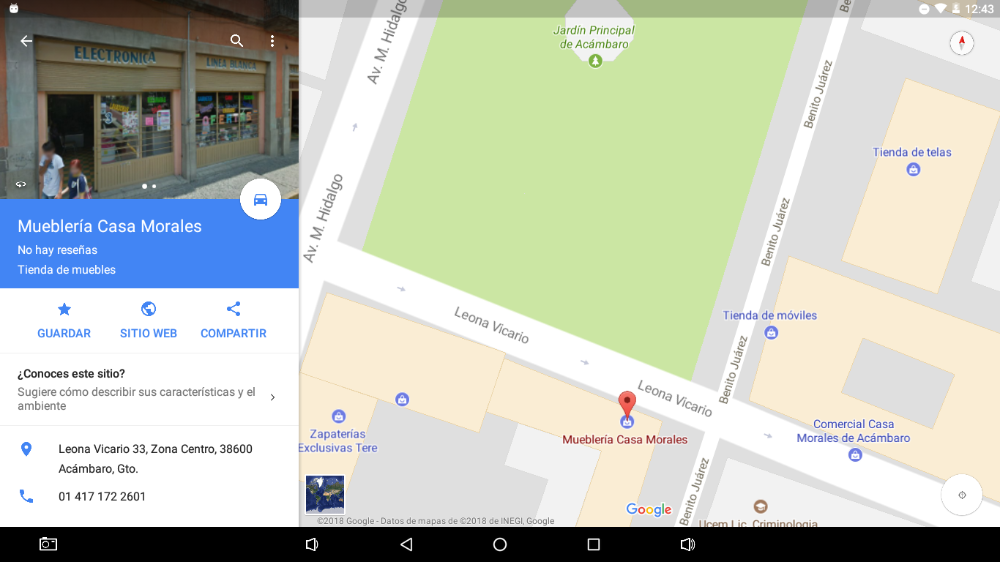 12:43
ELECTRONICA
LINEA BLANCA
OFERTAS
Mueblería Casa Morales
No hay reseñas
Tienda de muebles
GUARDAR
SITIO WEB
COMPARTIR
¿Conoces este sitio?
Sugiere cómo describir sus características y el
ambiente
Leona Vicario 33, Zona Centro, 38600
Acámbaro, Gto.
01 417 172 2601
Av. M. Hidalgo
Jardín Principal
de Acámbaro
Be
Benito Juárez
Tienda de telas
Av. M. Hidalgo
Benito Juárez
Leona Vicario
Tienda de móviles
Benito Juárez
Leona Vicario
Zapaterías
Exclusivas Tere
Mueblería Casa Morales
Comercial Casa
Morales de Acámbaro
Benito Juárez
Ucem Lic. Criminologia
Google
©2018 Google - Datos de mapas de ©2018 de INEGI, Google